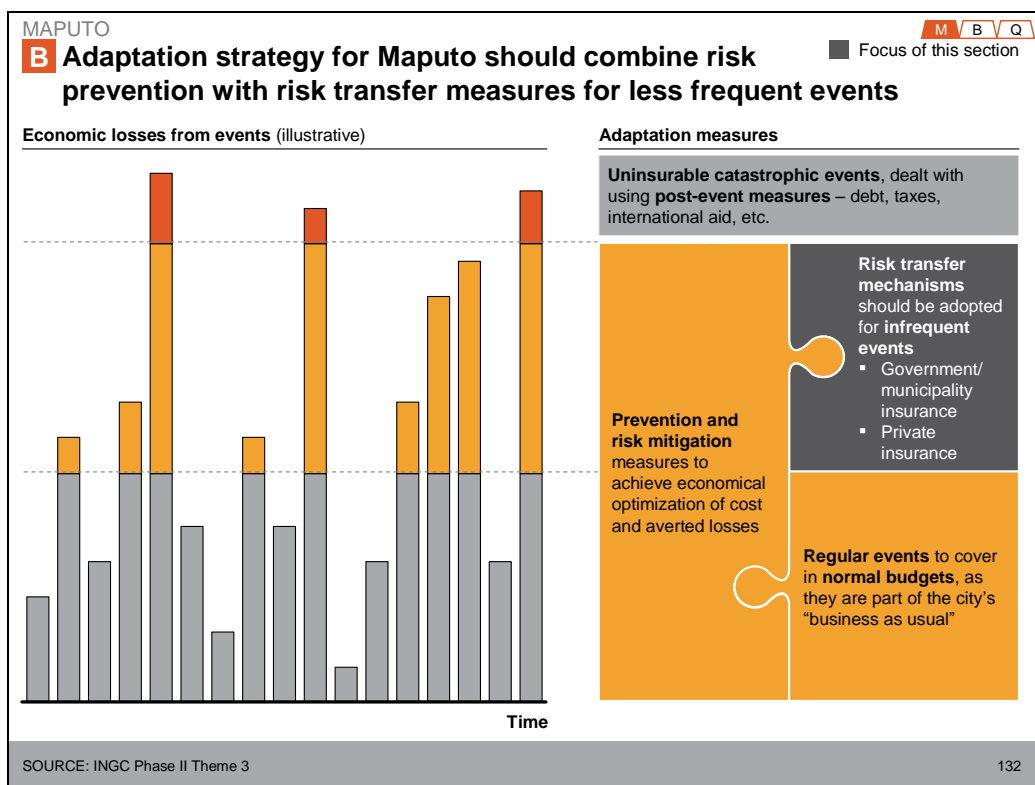 MAPUTO
M B Q
B Adaptation strategy for Maputo should combine risk
prevention with risk transfer measures for less frequent events
Focus of this section
Economic losses from events (illustrative)
Time
Adaptation measures
Uninsurable catastrophic events, dealt with
using post-event measures – debt, taxes,
international aid, etc.
Prevention and
risk mitigation
measures to
achieve economical
optimization of cost
and averted losses
Risk transfer
mechanisms
should be adopted
for infrequent
events
▪ Government/
municipality
insurance
▪ Private
insurance
Regular events to cover
in normal budgets, as
they are part of the city's
“business as usual”
SOURCE: INGC Phase II Theme 3
132